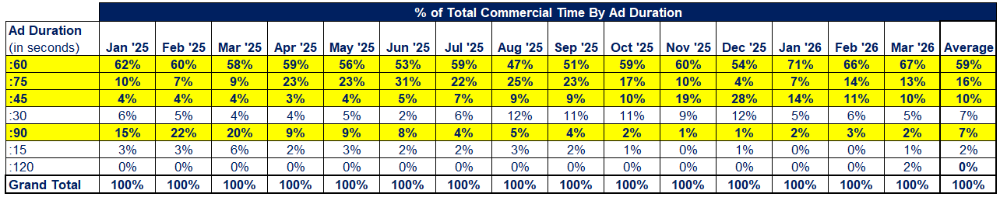 % of Total Commercial Time By Ad Duration
Ad Duration
(in seconds) Jan '25 Feb '25 Mar '25 Apr '25 May '25 Jun '25 Jul '25 Aug '25 Sep '25 Oct '25 Nov '25 Dec '25 Jan '26 Feb '26 Mar '26 Average
:60 62% 60% 58% 59% 56% 53% 59% 47% 51% 59% 60% 54% 71% 66% 67% 59%
:75 10% 7% 9% 23% 23% 31% 22% 25% 23% 17% 10% 4% 7% 14% 13% 16%
:45 4% 4% 4% 3% 4% 5% 7% 9% 9% 10% 19% 28% 14% 11% 10% 10%
:30 6% 5% 4% 4% 5% 2% 6% 12% 11% 11% 9% 12% 5% 6% 5% 7%
:90 15% 22% 20% 9% 9% 8% 4% 5% 4% 2% 1% 1% 2% 3% 2% 7%
:15 3% 3% 6% 2% 3% 2% 2% 3% 2% 1% 0% 1% 0% 0% 1% 2%
:120 0% 0% 0% 0% 0% 0% 0% 0% 0% 0% 0% 0% 0% 0% 2% 0%
Grand Total 100% 100% 100% 100% 100% 100% 100% 100% 100% 100% 100% 100% 100% 100% 100% 100%